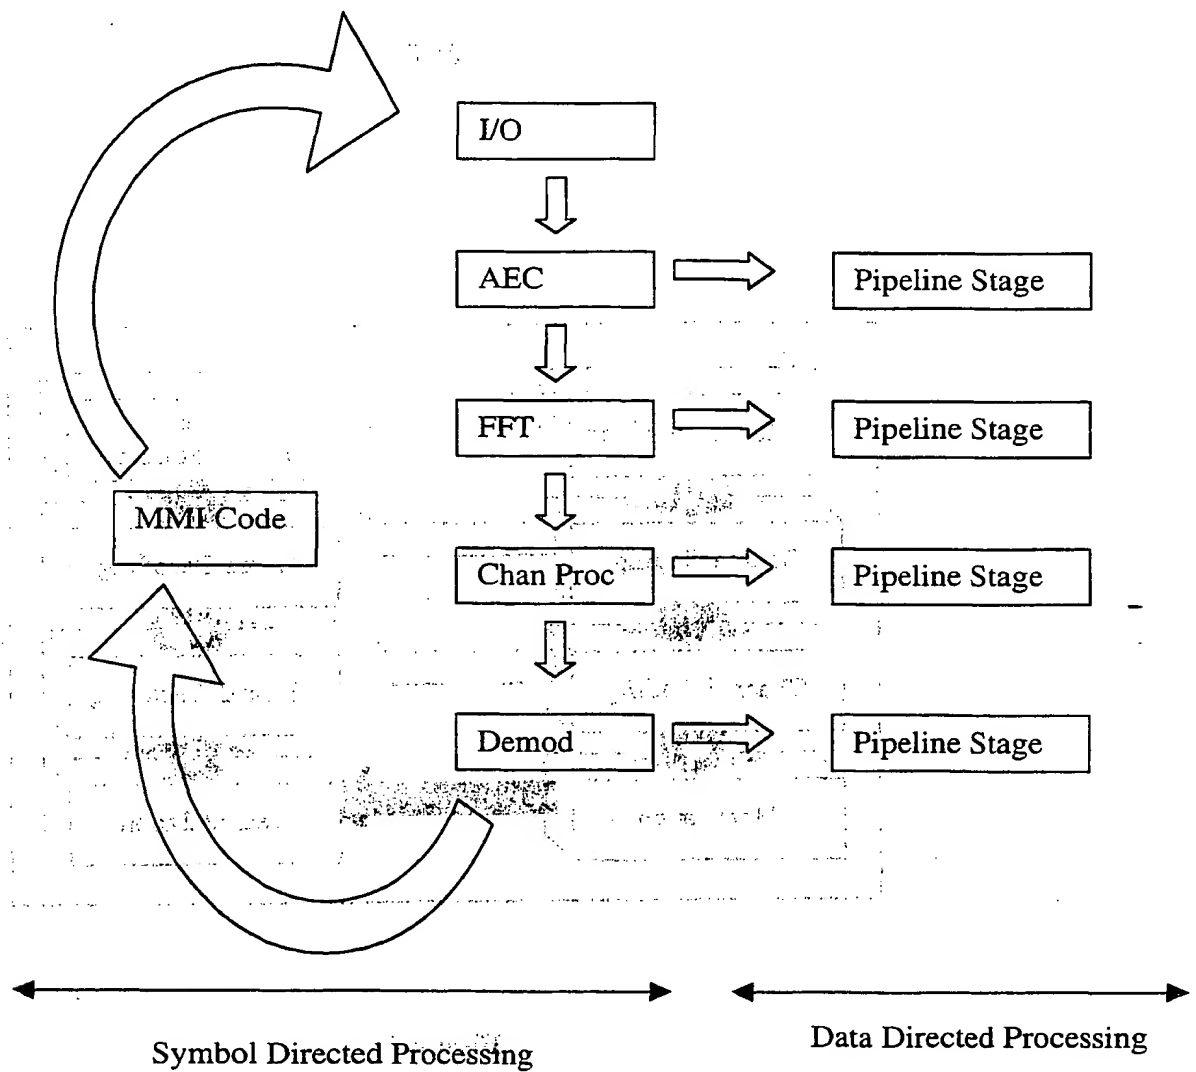 I/O
AEC
Pipeline Stage
FFT
Pipeline Stage
MMI Code
Chan Proc
Pipeline Stage
Demod
Pipeline Stage
Symbol Directed Processing
Data Directed Processing